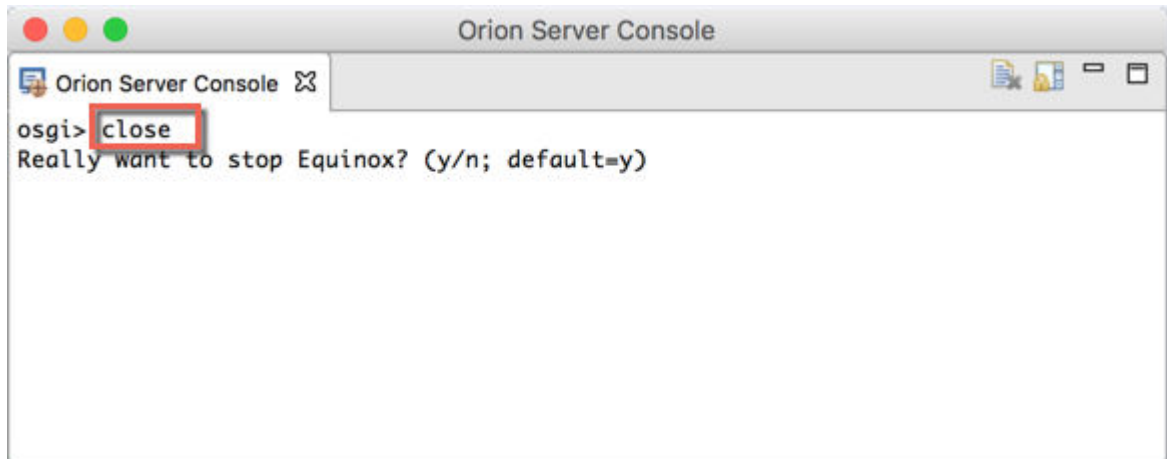 Orion Server Console
Orion Server Console
osgi> close
Really want to stop Equinox? (y/n; default=y)